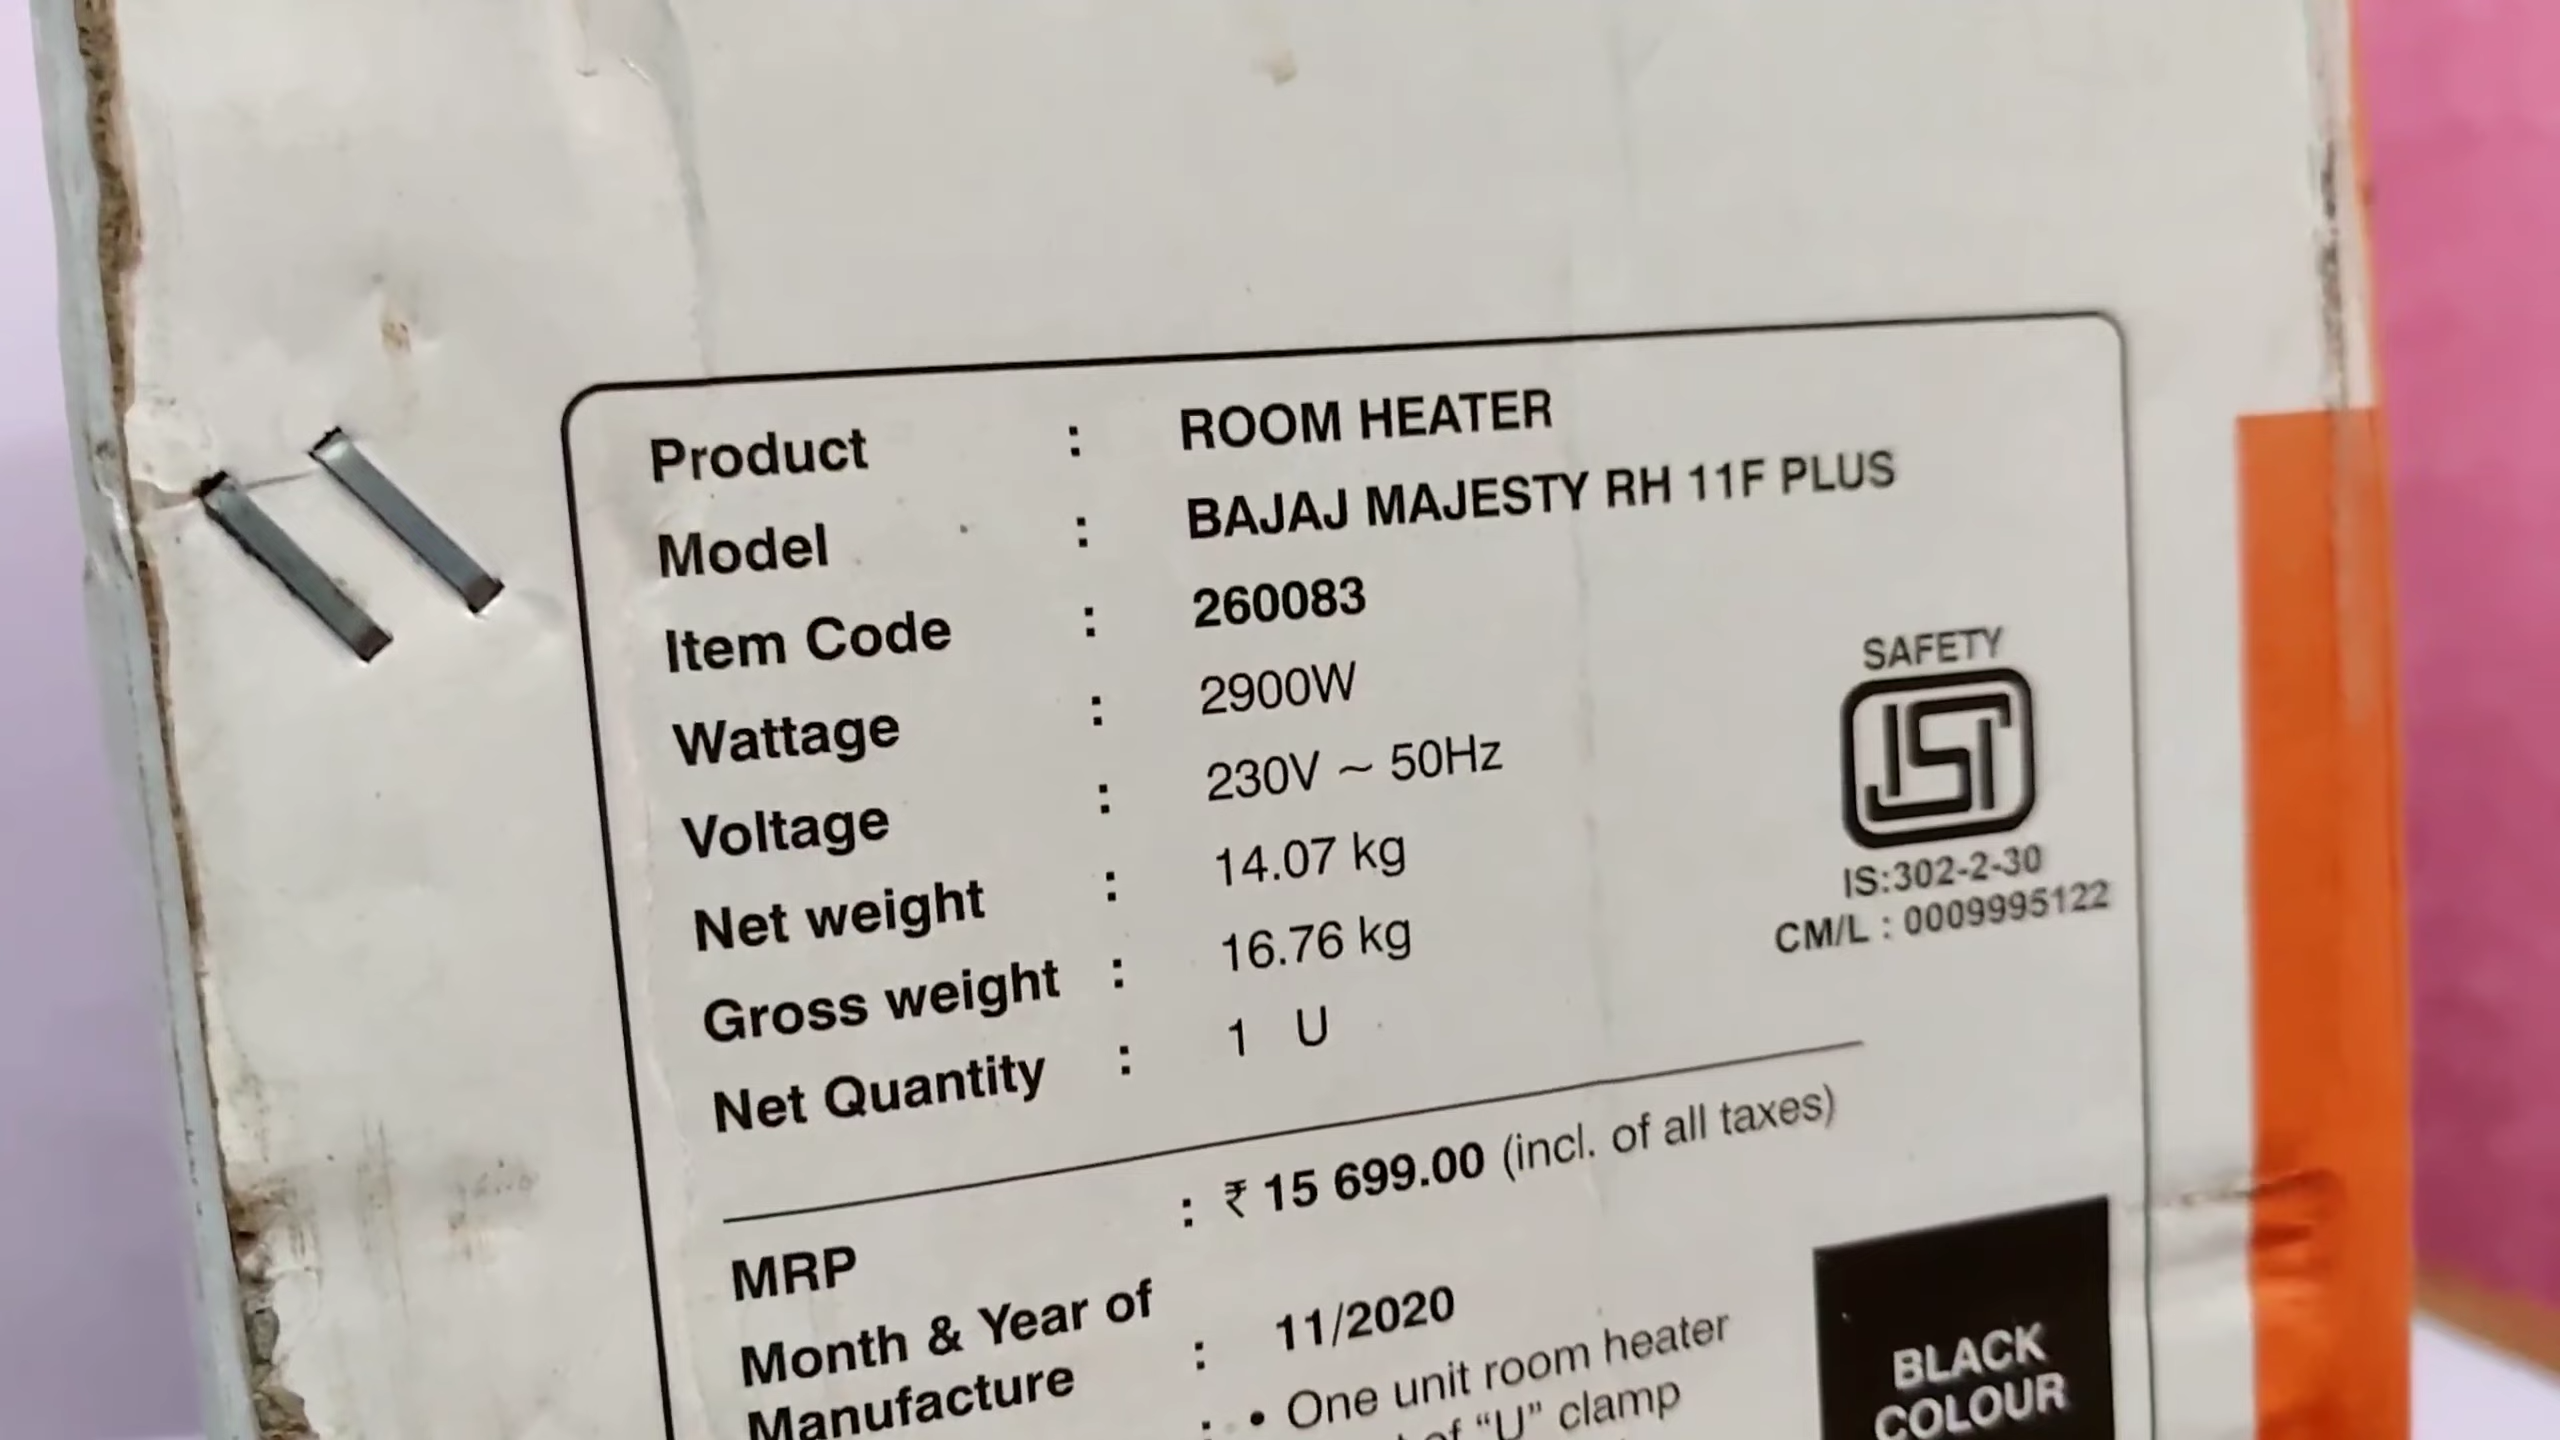 Product : ROOM HEATER
Model : BAJAJ MAJESTY RH 11F PLUS
Item Code : 260083
Wattage : 2900W
Voltage : 230V ~ 50Hz
Net weight : 14.07 kg
Gross weight : 16.76 kg
Net Quantity : 1 U
SAFETY
ISI
IS:302-2-30
CM/L : 0009995122
MRP : ₹ 15 699.00 (incl. of all taxes)
Month & Year of
Manufacture : 11/2020
: • One unit room heater
of “U” clamp
BLACK
COLOUR